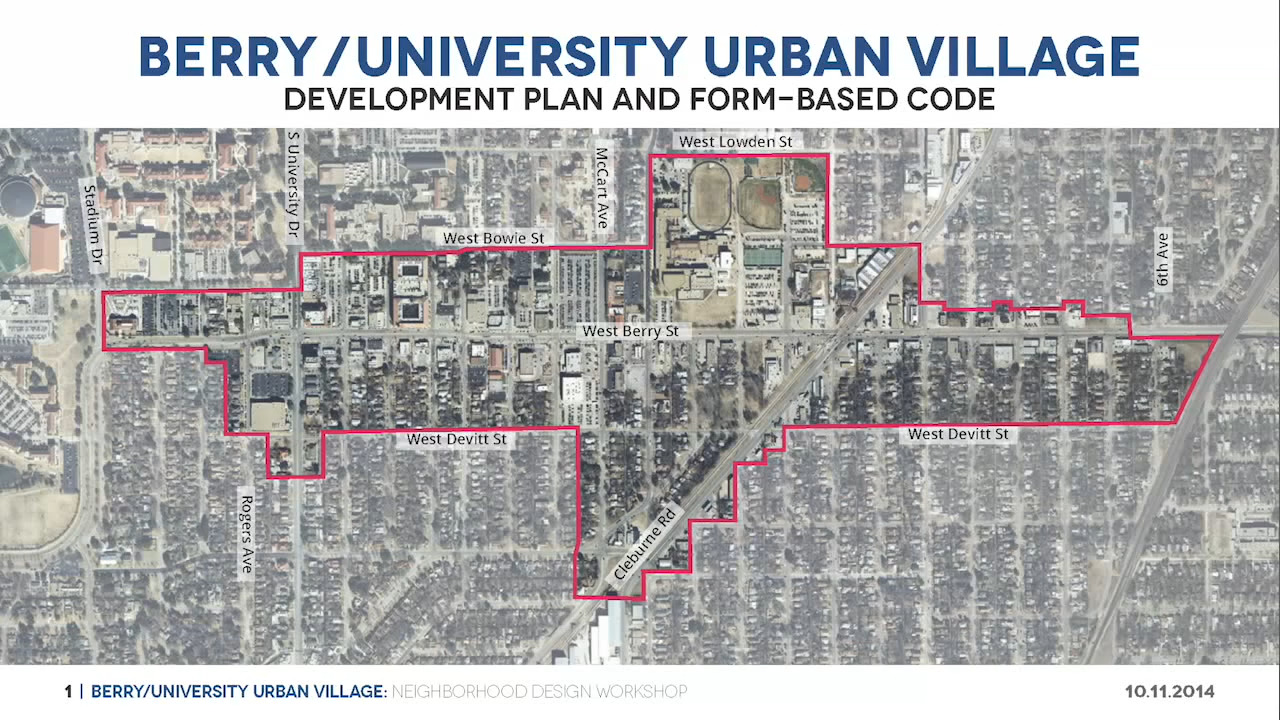 BERRY/UNIVERSITY URBAN VILLAGE
DEVELOPMENT PLAN AND FORM-BASED CODE
West Lowden St
S University Dr
McCart Ave
Stadium Dr
West Bowie St
6th Ave
West Berry St
West Devitt St
West Devitt St
Rogers Ave
Cleburne Rd
1 | BERRY/UNIVERSITY URBAN VILLAGE: NEIGHBORHOOD DESIGN WORKSHOP
10.11.2014